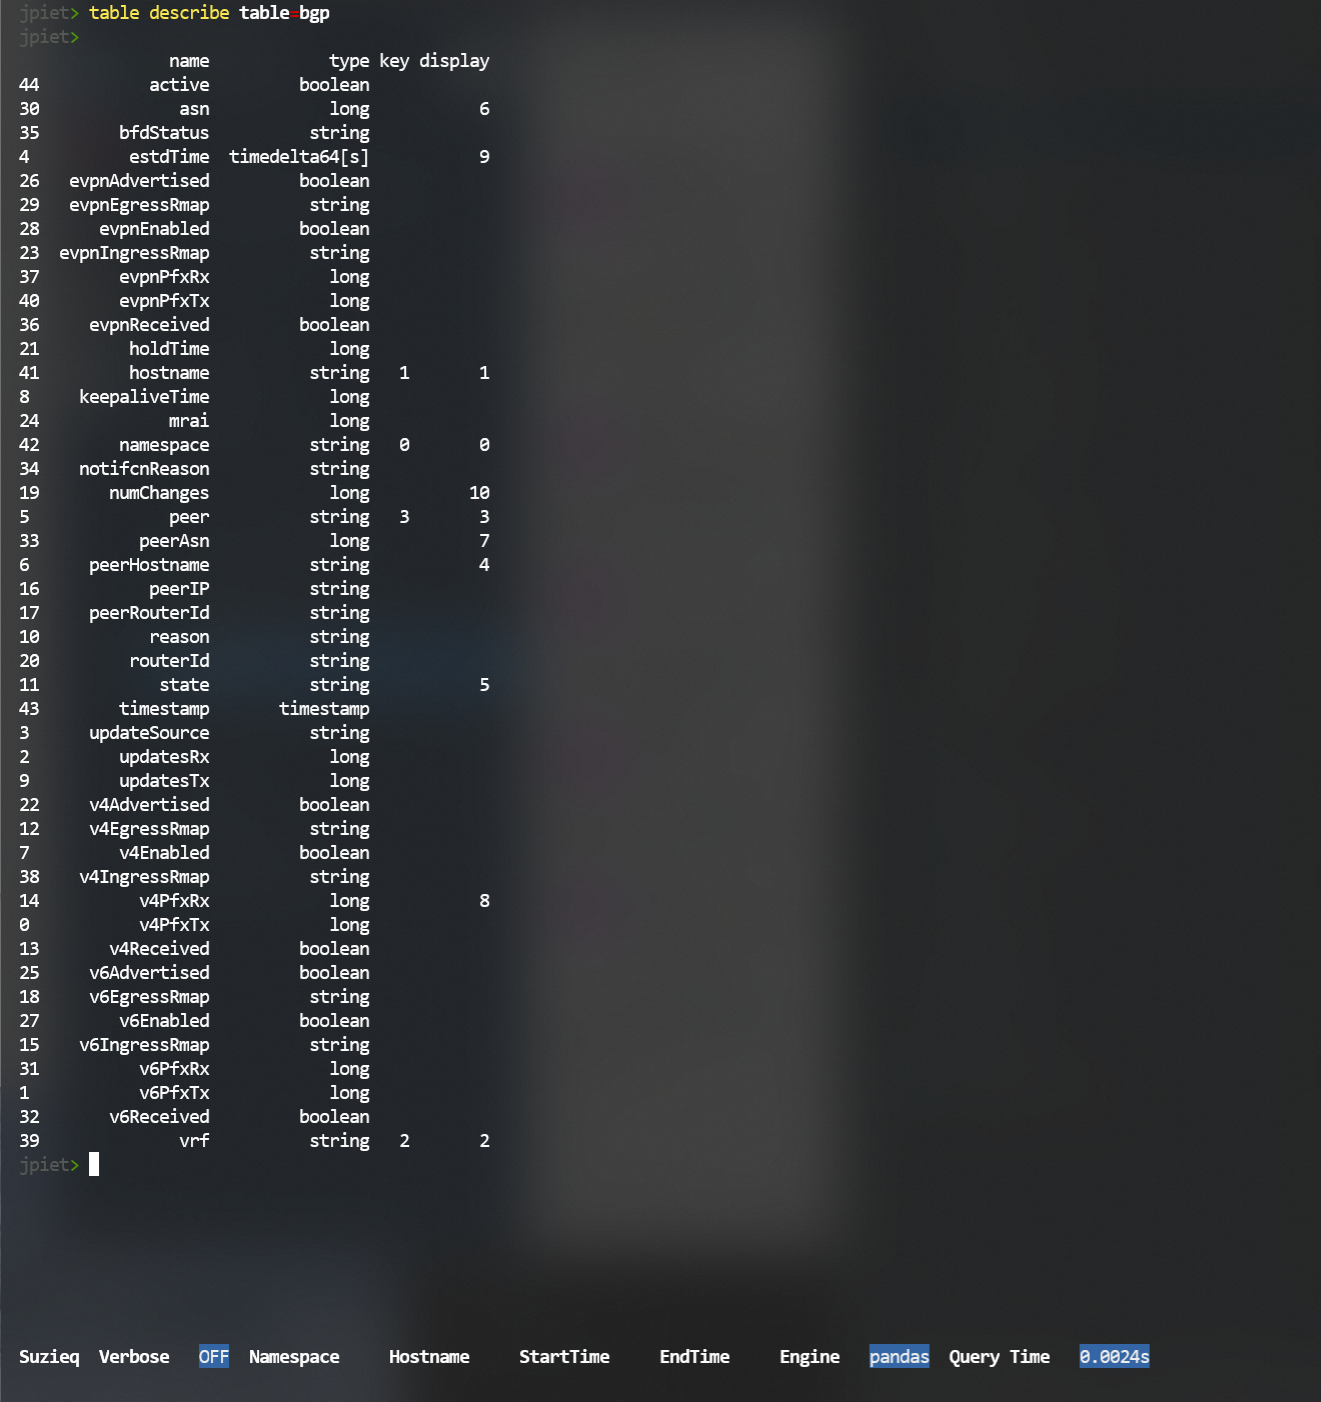 jpiet> table describe table=bgp
jpiet>
name type key display
44 active boolean
30 asn long 6
35 bfdStatus string
4 estdTime timedelta64[s] 9
26 evpnAdvertised boolean
29 evpnEgressRmap string
28 evpnEnabled boolean
23 evpnIngressRmap string
37 evpnPfxRx long
40 evpnPfxTx long
36 evpnReceived boolean
21 holdTime long
41 hostname string 1 1
8 keepaliveTime long
24 mrai long
42 namespace string 0 0
34 notifcnReason string
19 numChanges long 10
5 peer string 3 3
33 peerAsn long 7
6 peerHostname string 4
16 peerIP string
17 peerRouterId string
10 reason string
20 routerId string
11 state string 5
43 timestamp timestamp
3 updateSource string
2 updatesRx long
9 updatesTx long
22 v4Advertised boolean
12 v4EgressRmap string
7 v4Enabled boolean
38 v4IngressRmap string
14 v4PfxRx long 8
0 v4PfxTx long
13 v4Received boolean
25 v6Advertised boolean
18 v6EgressRmap string
27 v6Enabled boolean
15 v6IngressRmap string
31 v6PfxRx long
1 v6PfxTx long
32 v6Received boolean
39 vrf string 2 2
jpiet>
Suzieq Verbose OFF Namespace Hostname StartTime EndTime Engine pandas Query Time 0.0024s